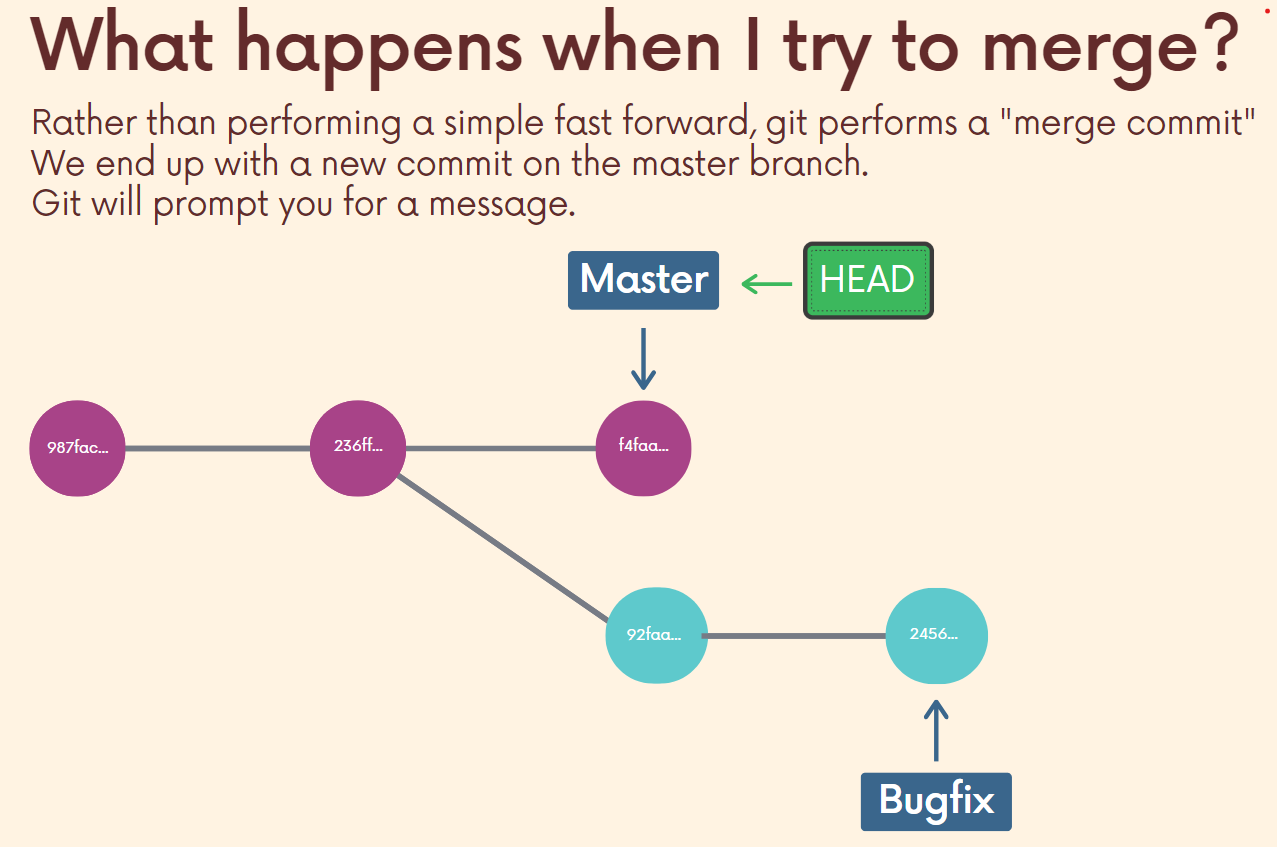 What happens when I try to merge?
Rather than performing a simple fast forward, git performs a "merge commit"
We end up with a new commit on the master branch.
Git will prompt you for a message.
Master
HEAD
987fac...
236ff...
f4faa...
92faa...
2456...
Bugfix